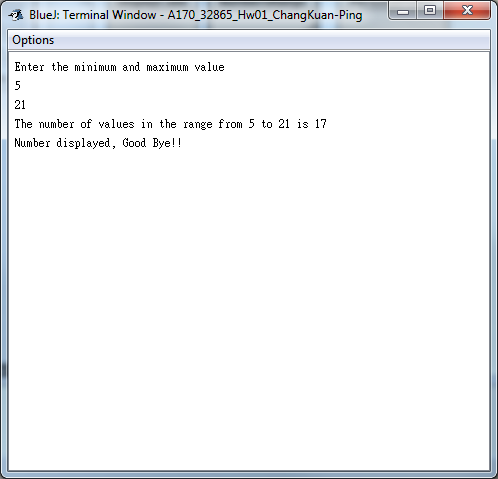 BlueJ: Terminal Window - A170_32865_Hw01_ChangKuan-Ping
Options
Enter the minimum and maximum value
5
21
The number of values in the range from 5 to 21 is 17
Number displayed, Good Bye!!